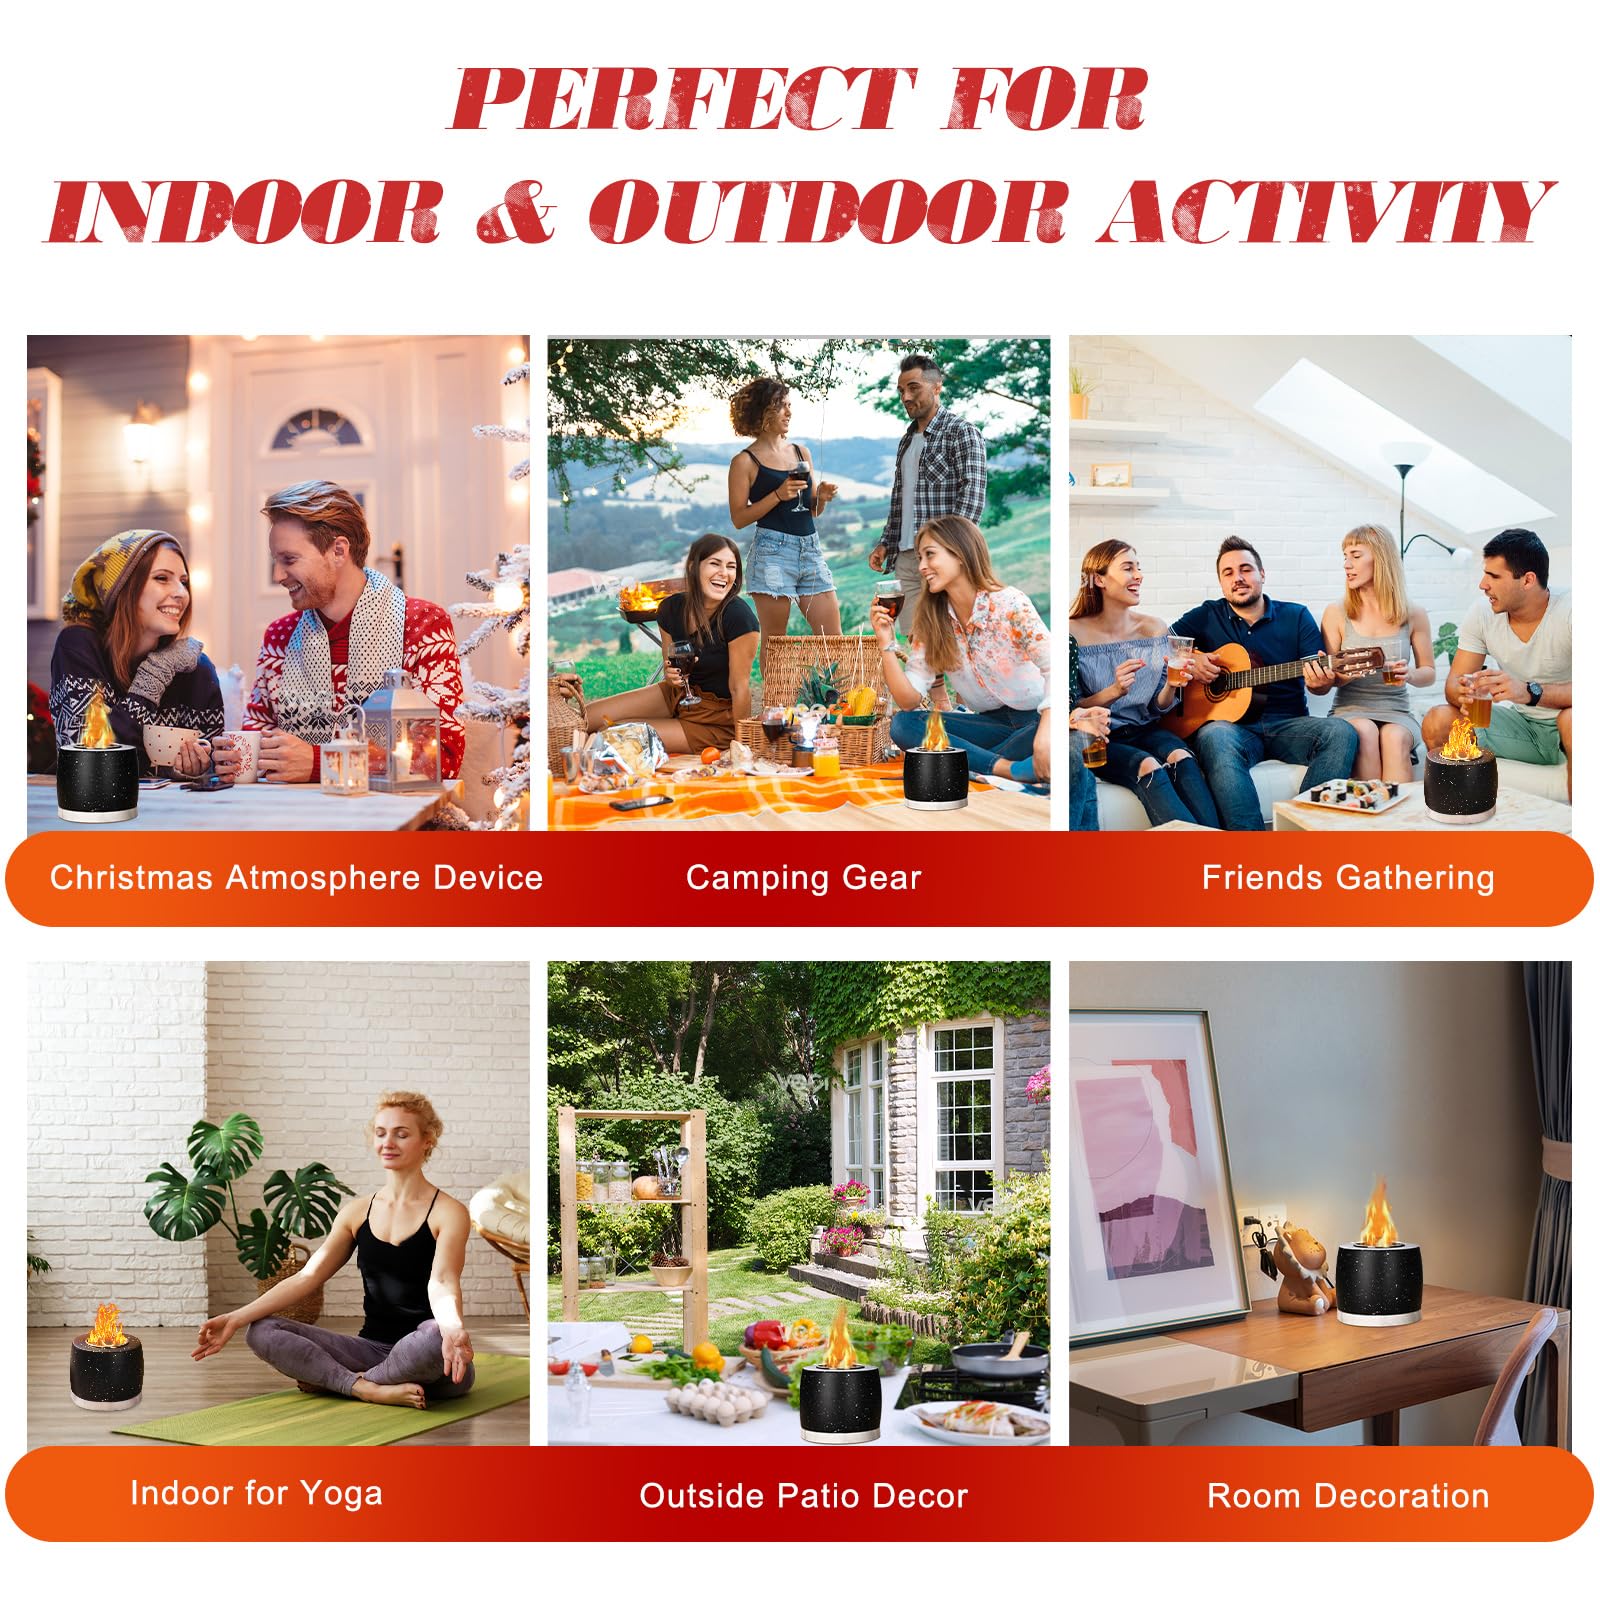 PERFECT FOR
INDOOR & OUTDOOR ACTIVITY
Christmas Atmosphere Device
Camping Gear
Friends Gathering
Indoor for Yoga
Outside Patio Decor
Room Decoration